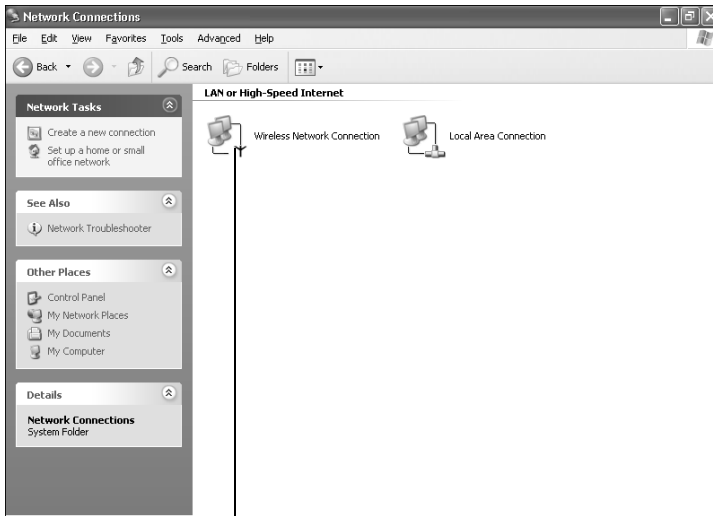 Network Connections
File Edit View Favorites Tools Advanced Help
Back Search Folders
Network Tasks
Create a new connection
Set up a home or small
office network
See Also
Network Troubleshooter
Other Places
Control Panel
My Network Places
My Documents
My Computer
Details
Network Connections
System Folder
LAN or High-Speed Internet
Wireless Network Connection
Local Area Connection